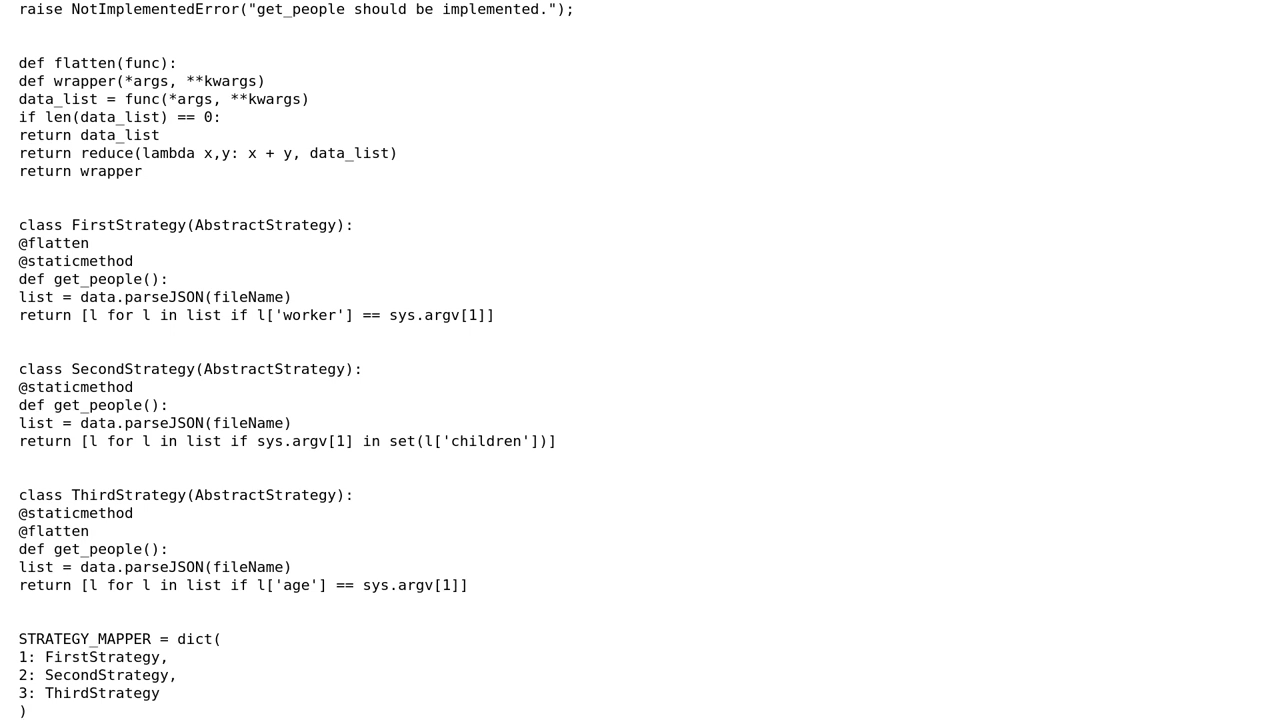 raise NotImplementedError("get_people should be implemented.");
def flatten(func):
def wrapper(*args, **kwargs)
data_list = func(*args, **kwargs)
if len(data_list) == 0:
return data_list
return reduce(lambda x,y: x + y, data_list)
return wrapper
class FirstStrategy(AbstractStrategy):
@flatten
@staticmethod
def get_people():
list = data.parseJSON(fileName)
return [l for l in list if l['worker'] == sys.argv[1]]
class SecondStrategy(AbstractStrategy):
@staticmethod
def get_people():
list = data.parseJSON(fileName)
return [l for l in list if sys.argv[1] in set(l['children'])]
class ThirdStrategy(AbstractStrategy):
@staticmethod
@flatten
def get_people():
list = data.parseJSON(fileName)
return [l for l in list if l['age'] == sys.argv[1]]
STRATEGY_MAPPER = dict(
1: FirstStrategy,
2: SecondStrategy,
3: ThirdStrategy
)